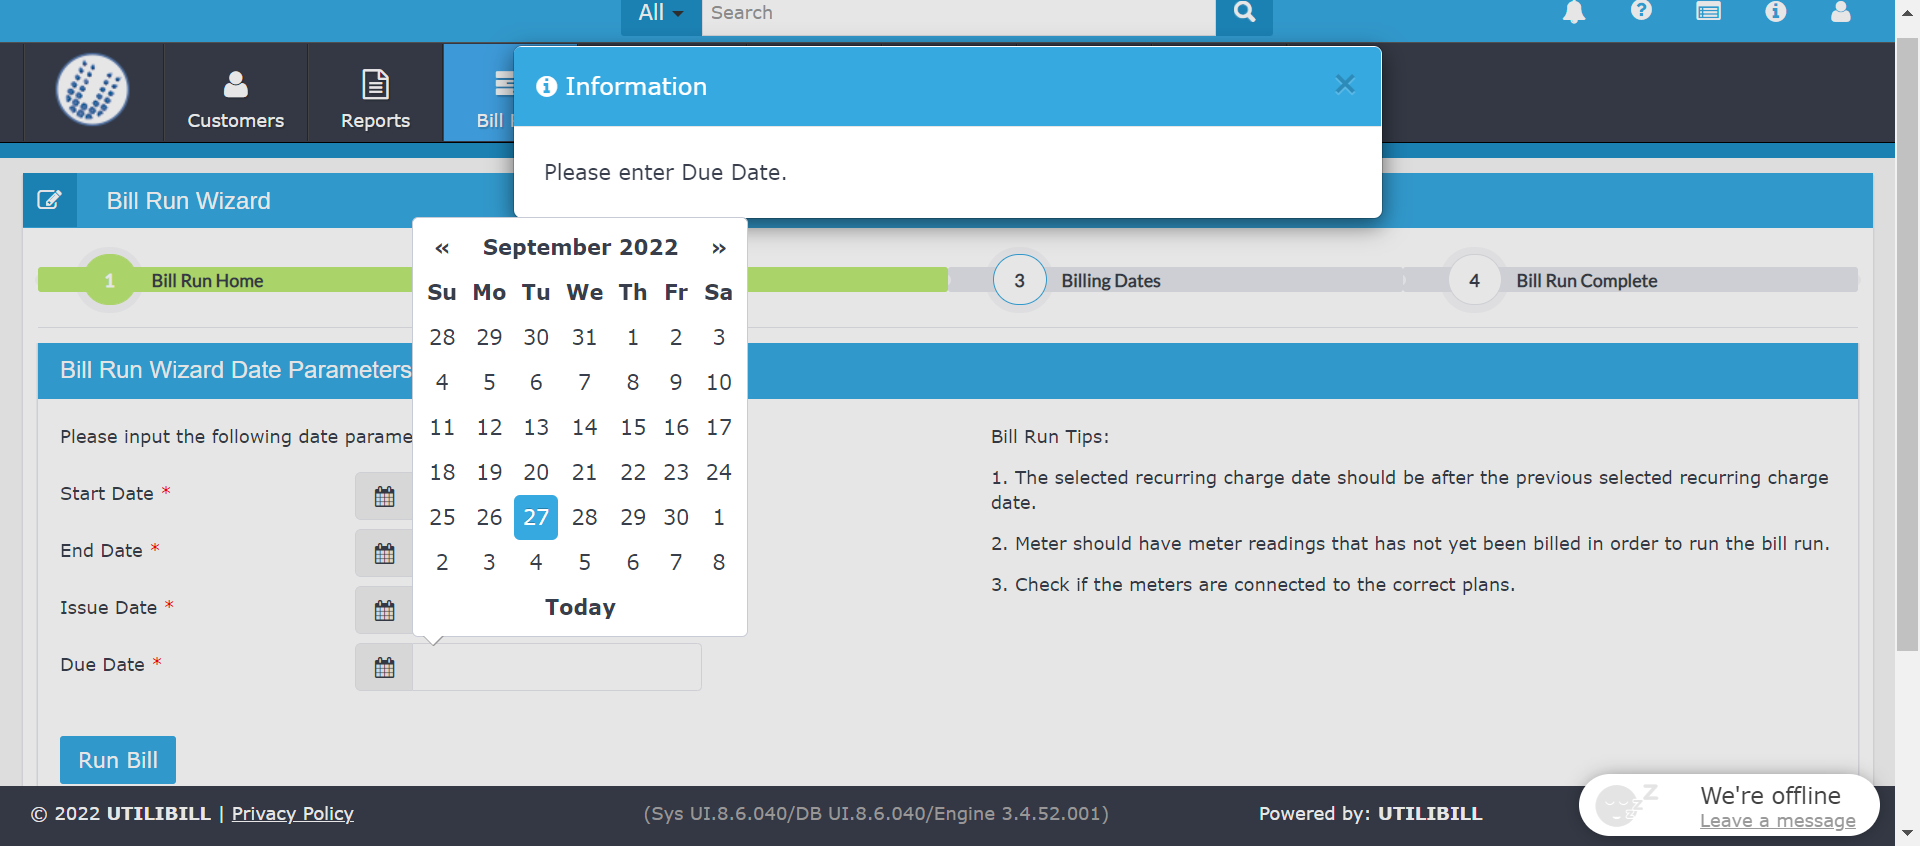 All
Search
Customers
Reports
Bill
Information
×
Please enter Due Date.
Bill Run Wizard
1 Bill Run Home
3 Billing Dates
4 Bill Run Complete
« September 2022 »
Su Mo Tu We Th Fr Sa
28 29 30 31 1 2 3
4 5 6 7 8 9 10
11 12 13 14 15 16 17
18 19 20 21 22 23 24
25 26 27 28 29 30 1
2 3 4 5 6 7 8
Today
Bill Run Wizard Date Parameters
Please input the following date parame
Start Date *
End Date *
Issue Date *
Due Date *
Run Bill
Bill Run Tips:
1. The selected recurring charge date should be after the previous selected recurring charge
date.
2. Meter should have meter readings that has not yet been billed in order to run the bill run.
3. Check if the meters are connected to the correct plans.
© 2022 UTILIBILL | Privacy Policy
(Sys UI.8.6.040/DB UI.8.6.040/Engine 3.4.52.001)
Powered by: UTILIBILL
We're offline
Leave a message